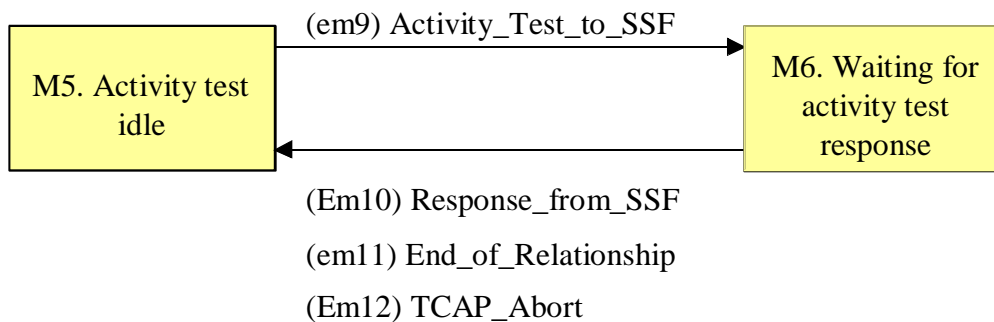 (em9) Activity_Test_to_SSF
M5. Activity test
idle
M6. Waiting for
activity test
response
(Em10) Response_from_SSF
(em11) End_of_Relationship
(Em12) TCAP_Abort